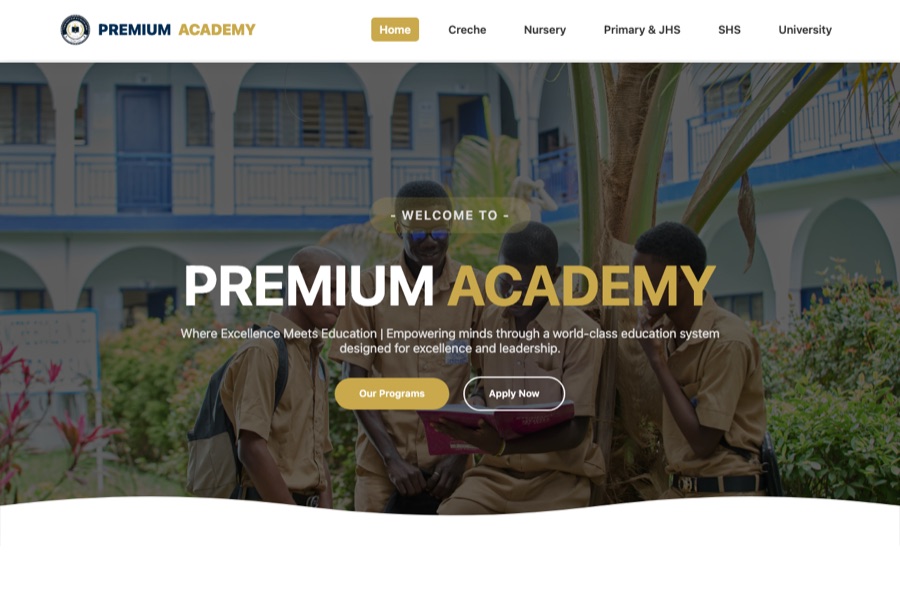 PREMIUM ACADEMY
Home
Creche
Nursery
Primary & JHS
SHS
University
- WELCOME TO -
PREMIUM ACADEMY
Where Excellence Meets Education | Empowering minds through a world-class education system
designed for excellence and leadership.
Our Programs
Apply Now